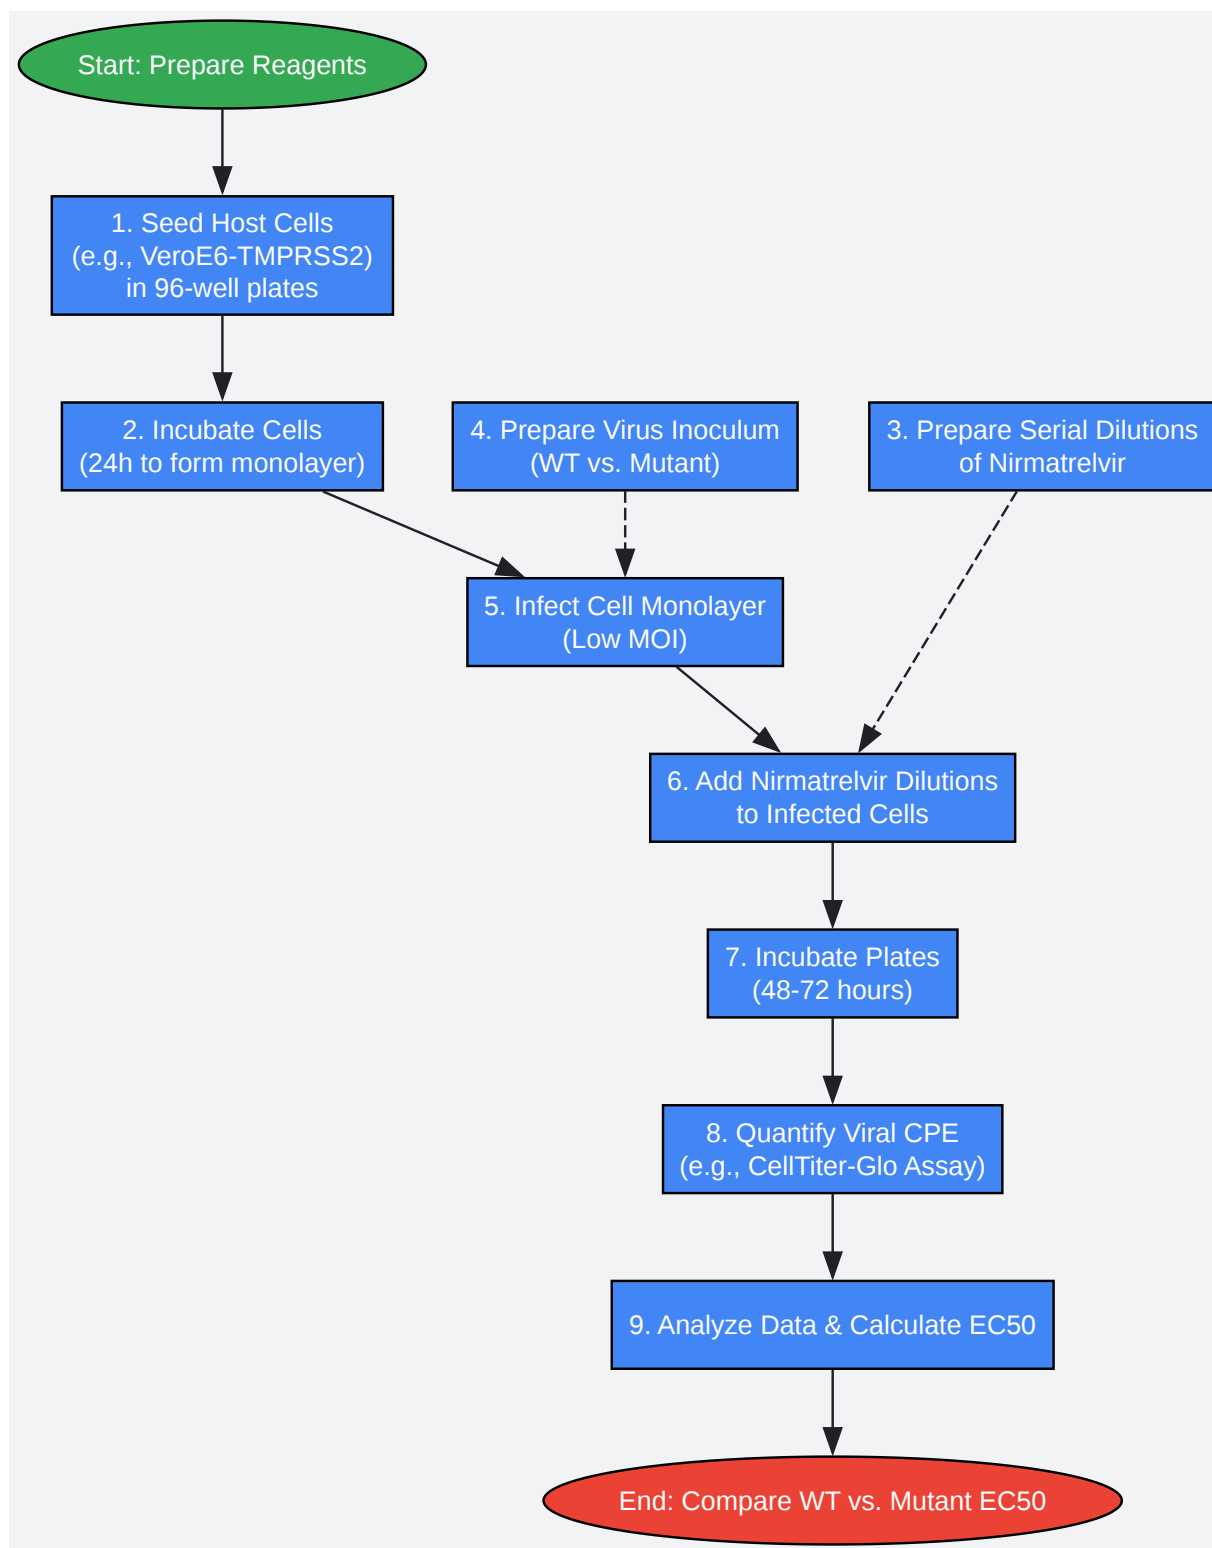 Start: Prepare Reagents
1. Seed Host Cells
(e.g., VeroE6-TMPRSS2)
in 96-well plates
2. Incubate Cells
(24h to form monolayer)
4. Prepare Virus Inoculum
(WT vs. Mutant)
3. Prepare Serial Dilutions
of Nirmatrelvir
5. Infect Cell Monolayer
(Low MOI)
6. Add Nirmatrelvir Dilutions
to Infected Cells
7. Incubate Plates
(48-72 hours)
8. Quantify Viral CPE
(e.g., CellTiter-Glo Assay)
9. Analyze Data & Calculate EC50
End: Compare WT vs. Mutant EC50